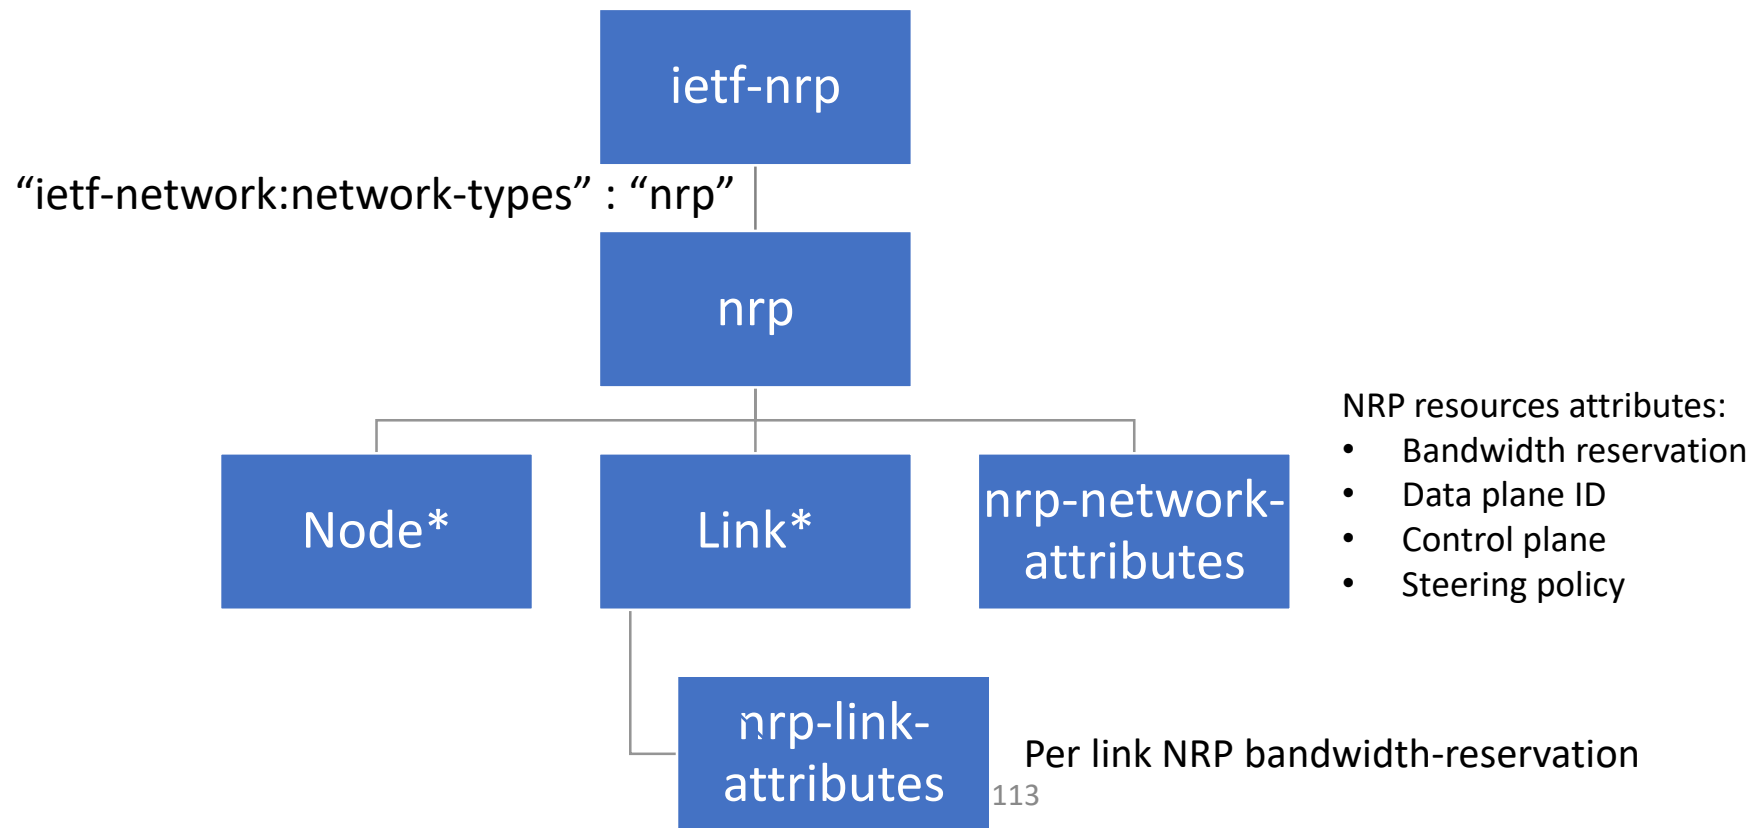 ietf-nrp
“ietf-network:network-types” : “nrp”
nrp
Node*
Link*
nrp-network-
attributes
NRP resources attributes:
• Bandwidth reservation
• Data plane ID
• Control plane
• Steering policy
nrp-link-
attributes
Per link NRP bandwidth-reservation
113